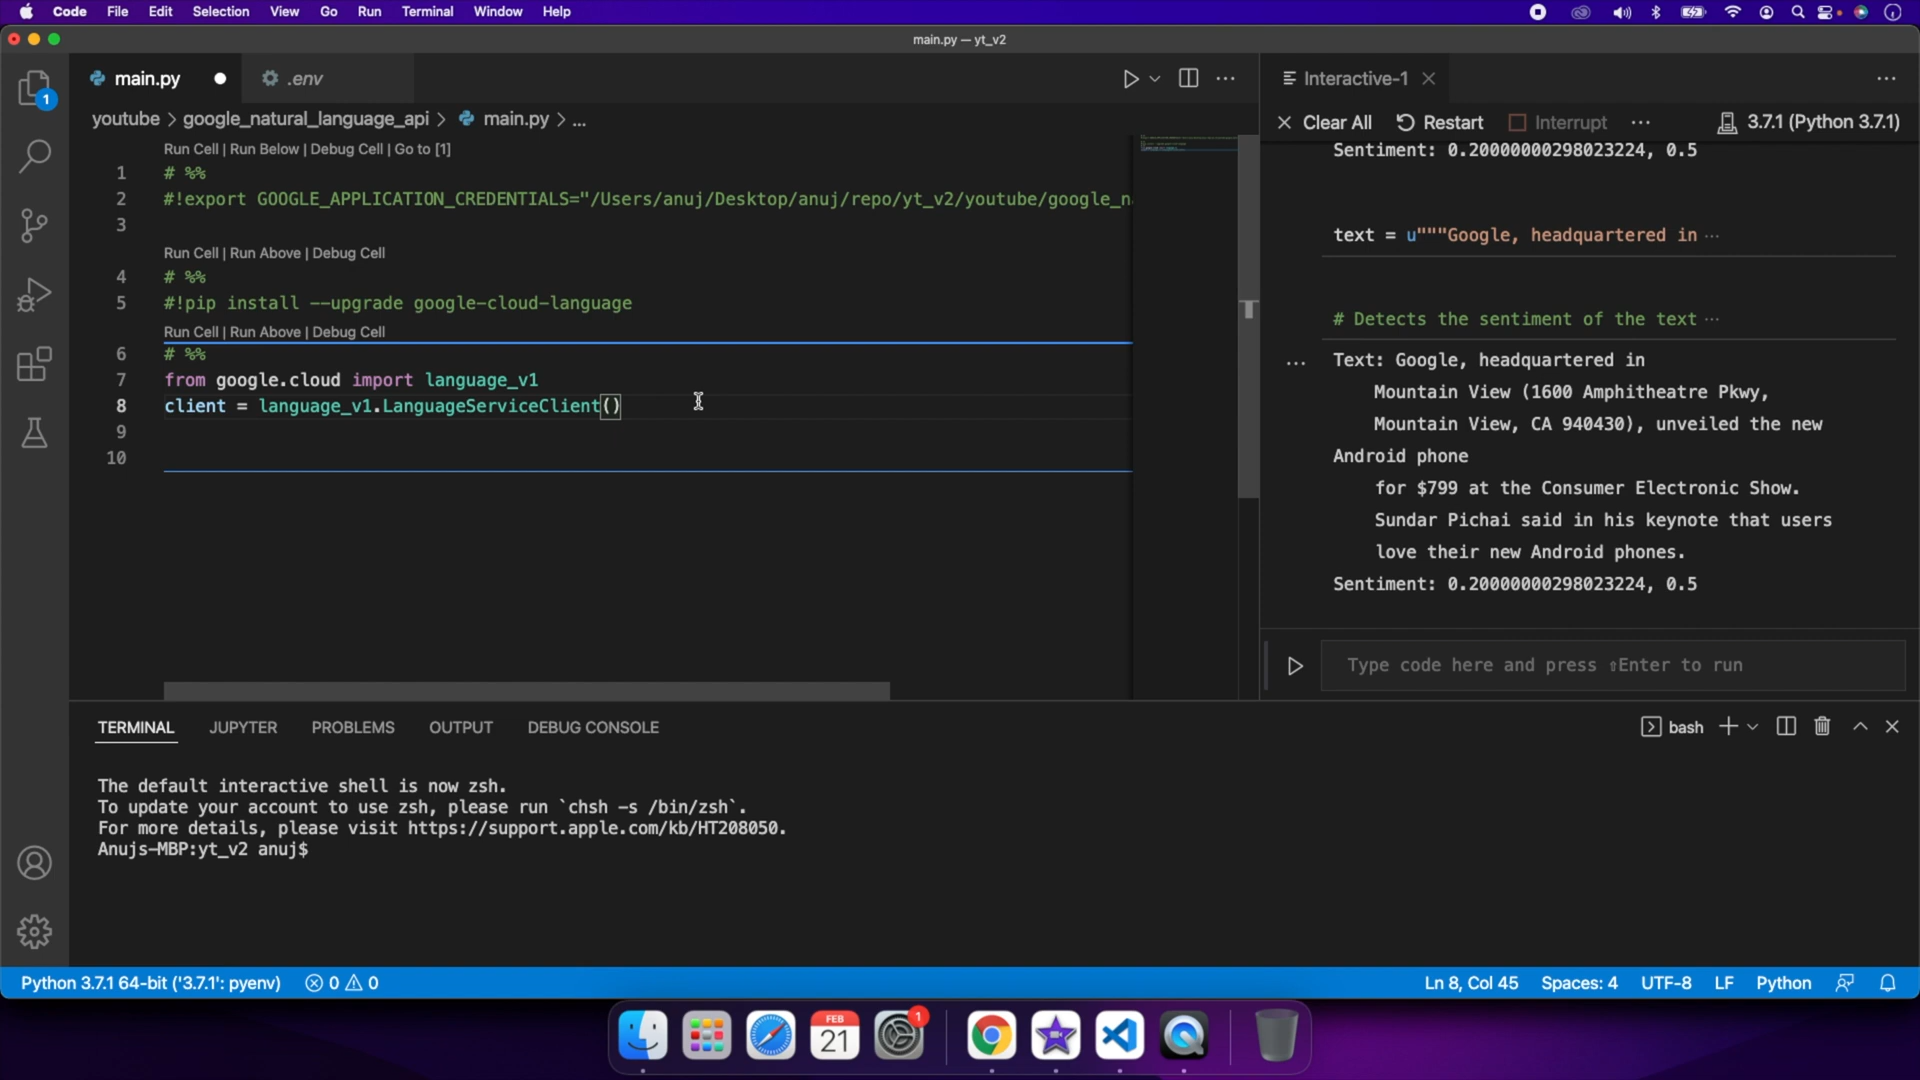 Code File Edit Selection View Go Run Terminal Window Help
main.py — yt_v2
1
main.py
.env
youtube > google_natural_language_api > main.py > ...
Run Cell | Run Below | Debug Cell | Go to [1]
1 # %%
2 #!export GOOGLE_APPLICATION_CREDENTIALS="/Users/anuj/Desktop/anuj/repo/yt_v2/youtube/google_n
3
Run Cell | Run Above | Debug Cell
4 # %%
5 #!pip install --upgrade google-cloud-language
Run Cell | Run Above | Debug Cell
6 # %%
7 from google.cloud import language_v1
8 client = language_v1.LanguageServiceClient()
9
10
Interactive-1
Clear All Restart Interrupt ... 3.7.1 (Python 3.7.1)
Sentiment: 0.20000000298023224, 0.5
text = u"""Google, headquartered in ...
# Detects the sentiment of the text ...
... Text: Google, headquartered in
Mountain View (1600 Amphitheatre Pkwy,
Mountain View, CA 940430), unveiled the new
Android phone
for $799 at the Consumer Electronic Show.
Sundar Pichai said in his keynote that users
love their new Android phones.
Sentiment: 0.20000000298023224, 0.5
Type code here and press ⇧Enter to run
TERMINAL JUPYTER PROBLEMS OUTPUT DEBUG CONSOLE
bash
The default interactive shell is now zsh.
To update your account to use zsh, please run `chsh -s /bin/zsh`.
For more details, please visit https://support.apple.com/kb/HT208050.
Anujs-MBP:yt_v2 anuj$
Python 3.7.1 64-bit ('3.7.1': pyenv) 0 0 Ln 8, Col 45 Spaces: 4 UTF-8 LF Python
FEB
21
1